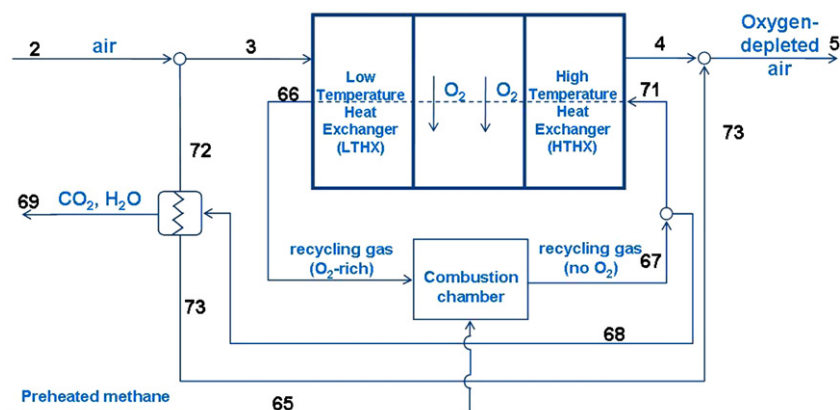 2
air
3
4
Oxygen-
depleted
air
5
66
Low
Temperature
Heat
Exchanger
(LTHX)
O₂
O₂
High
Temperature
Heat
Exchanger
(HTHX)
71
72
73
69
CO₂, H₂O
recycling gas
(O₂-rich)
Combustion
chamber
recycling gas
(no O₂)
67
73
68
Preheated methane
65